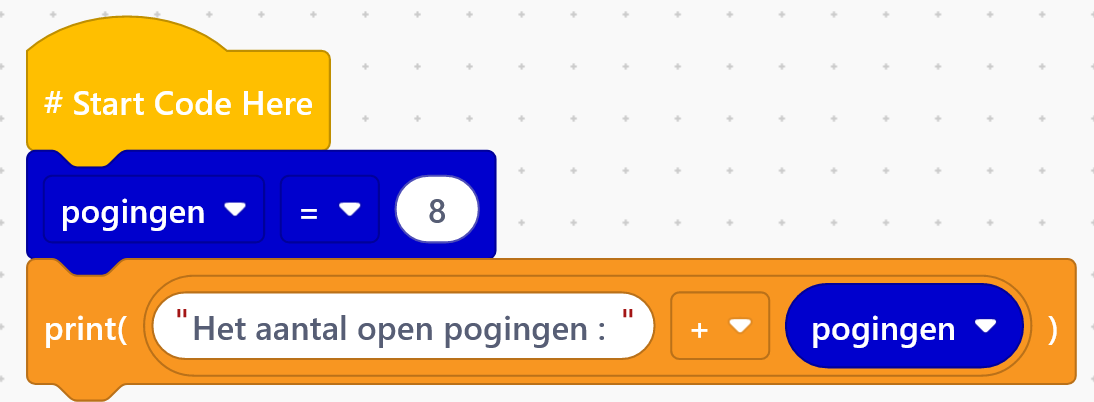 # Start Code Here
pogingen = 8
print( "Het aantal open pogingen : " + pogingen )